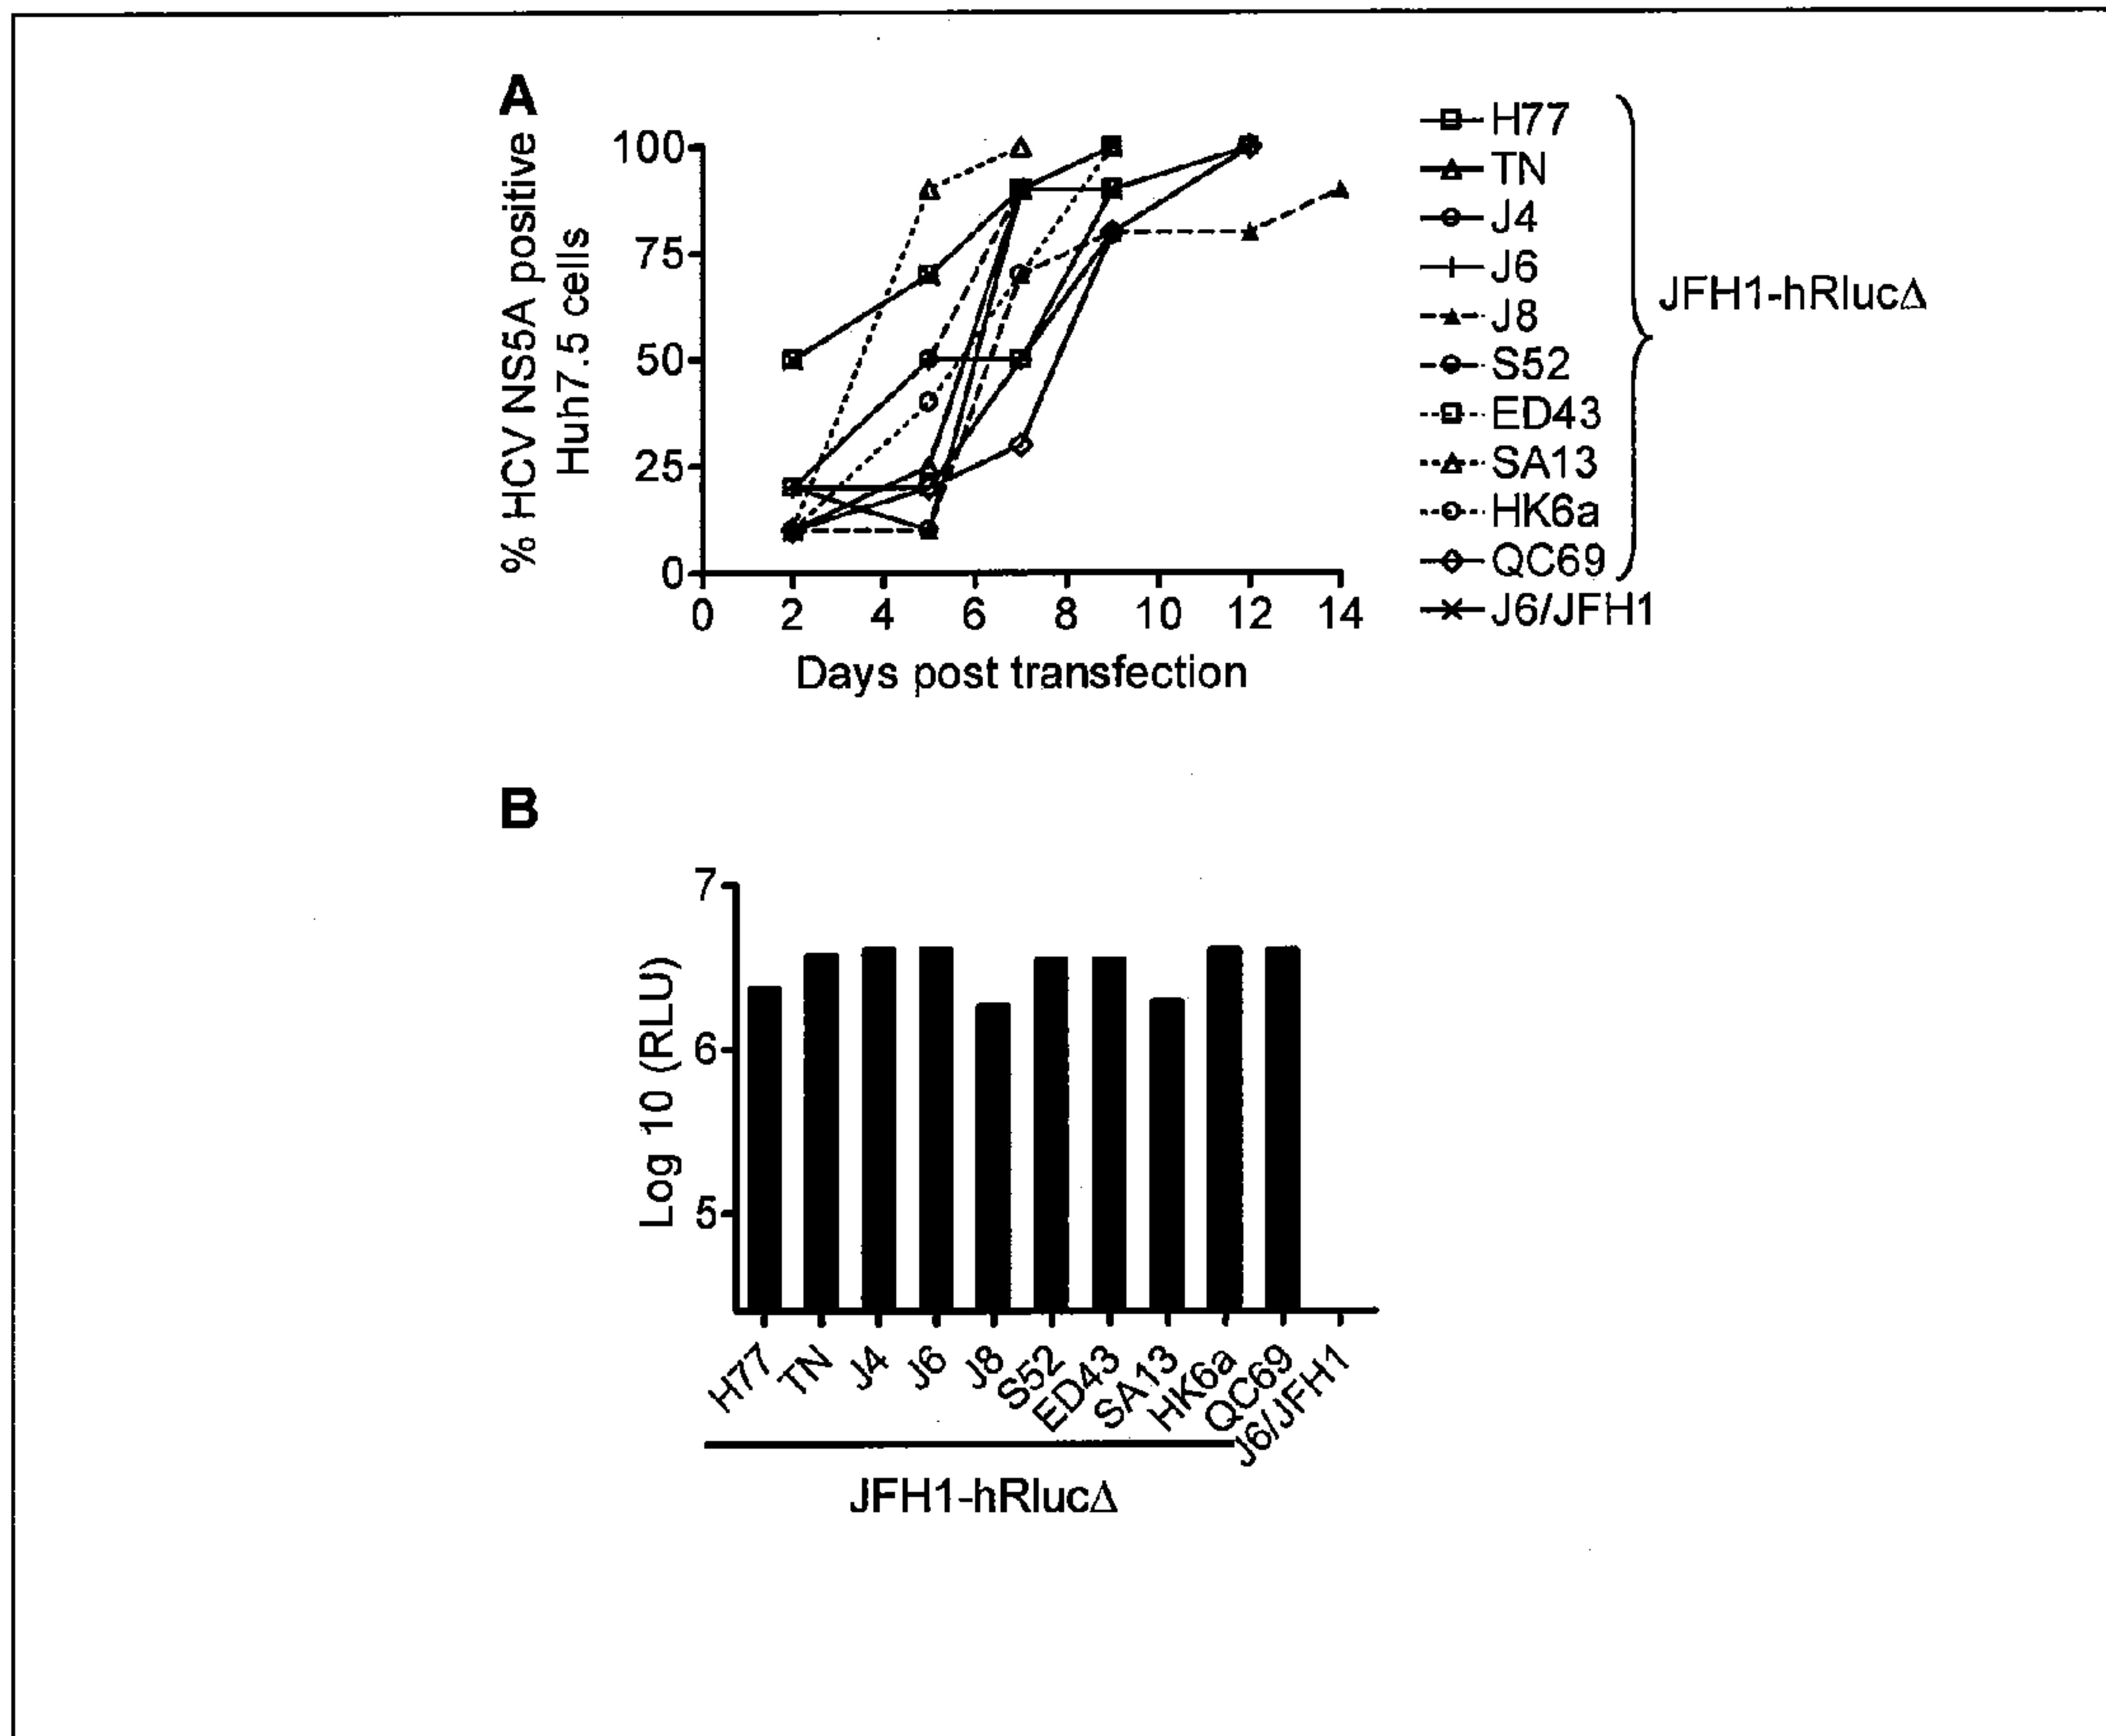 A
% HCV NS5A positive
Huh7.5 cells
100
75
50
25
0
0 2 4 6 8 10 12 14
Days post transfection
H77
TN
J4
J6
J8
S52
ED43
SA13
HK6a
QC69
J6/JFH1
JFH1-hRlucΔ
B
Log 10 (RLU)
7
6
5
H77 TN J4 J6 J8 S52 ED43 SA13 HK6a QC69 J6/JFH1
JFH1-hRlucΔ